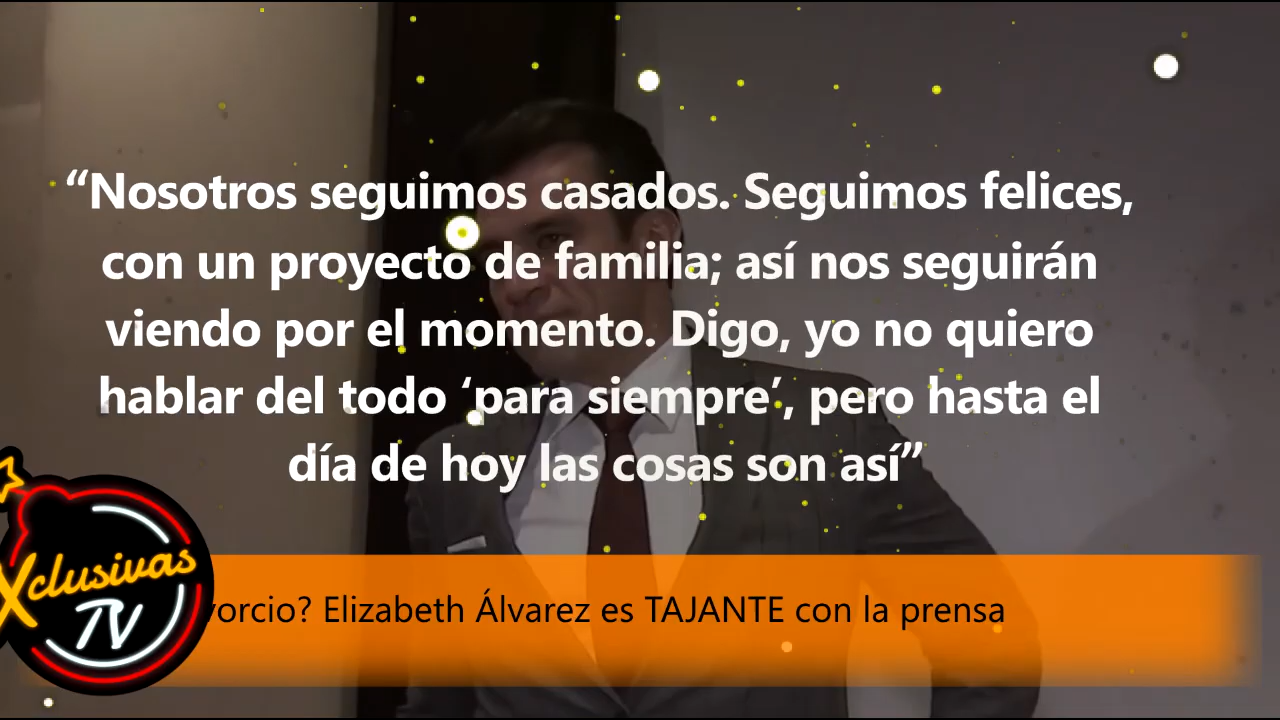 “Nosotros seguimos casados. Seguimos felices,
con un proyecto de familia; así nos seguirán
viendo por el momento. Digo, yo no quiero
hablar del todo ‘para siempre’, pero hasta el
día de hoy las cosas son así”
Xclusivas
TV
vorcio? Elizabeth Álvarez es TAJANTE con la prensa